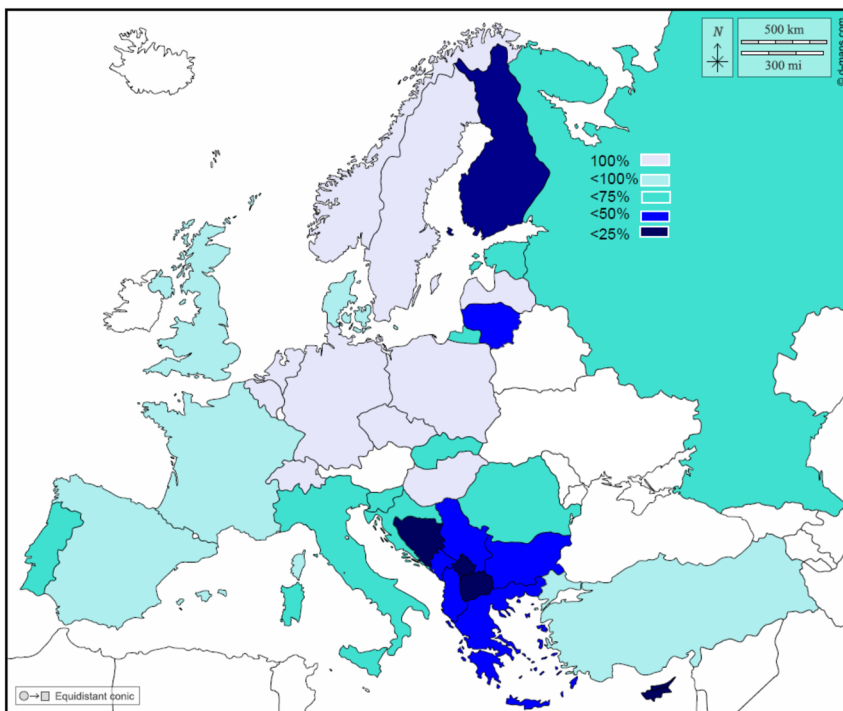 N
500 km
300 mi
© d-maps.com
100%
<100%
<75%
<50%
<25%
Equidistant conic